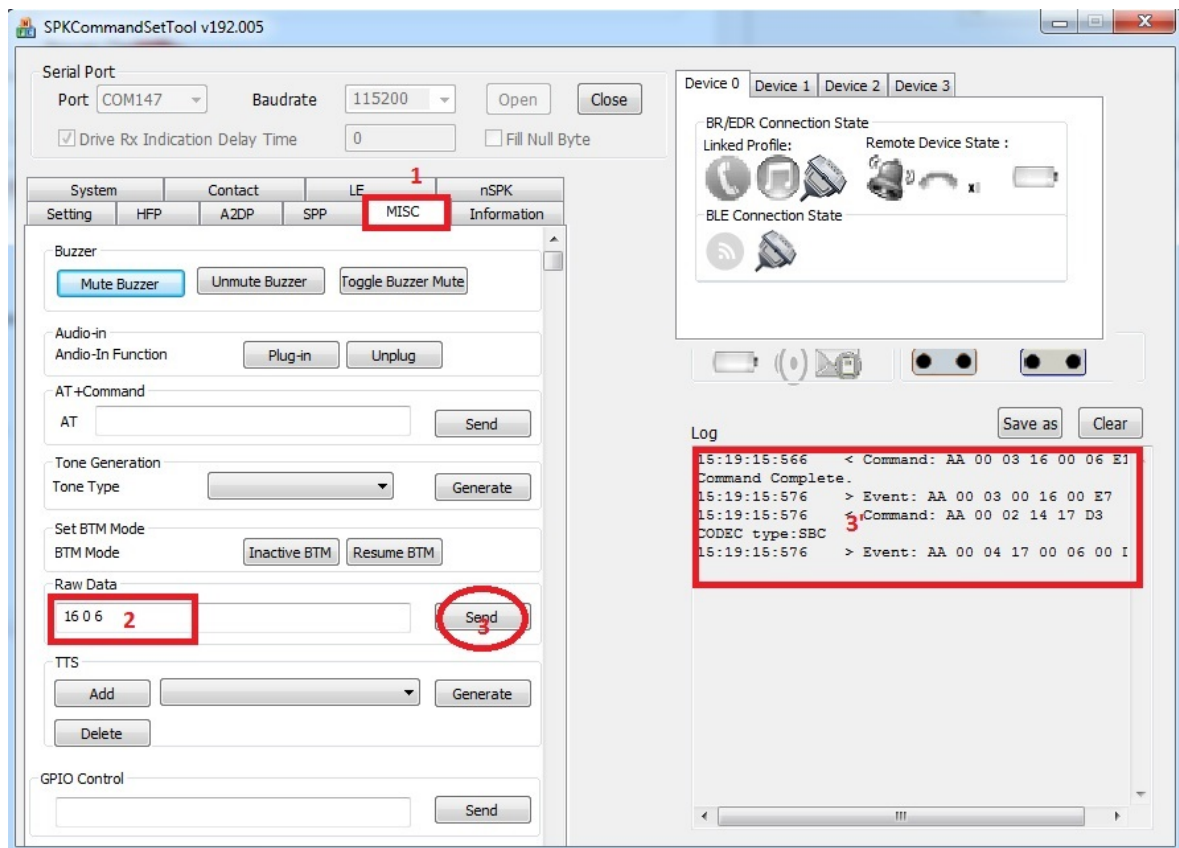 SPKCommandSetTool v192.005
Serial Port
Port COM147 Baudrate 115200 Open Close
Drive Rx Indication Delay Time 0 Fill Null Byte
System Contact LE 1 nSPK
Setting HFP A2DP SPP MISC Information
Buzzer
Mute Buzzer Unmute Buzzer Toggle Buzzer Mute
Audio-in
Andio-In Function Plug-in Unplug
AT+Command
AT Send
Tone Generation
Tone Type Generate
Set BTM Mode
BTM Mode Inactive BTM Resume BTM
Raw Data
16 0 6 2 Send 3
TTS
Add Generate
Delete
GPIO Control
Send
Device 0 Device 1 Device 2 Device 3
BR/EDR Connection State
Linked Profile: Remote Device State :
BLE Connection State
Log Save as Clear
15:19:15:566 < Command: AA 00 03 16 00 06 E1
Command Complete.
15:19:15:576 > Event: AA 00 03 00 16 00 E7
15:19:15:576 < Command: AA 00 02 14 17 D3
3'
CODEC type:SBC
15:19:15:576 > Event: AA 00 04 17 00 06 00